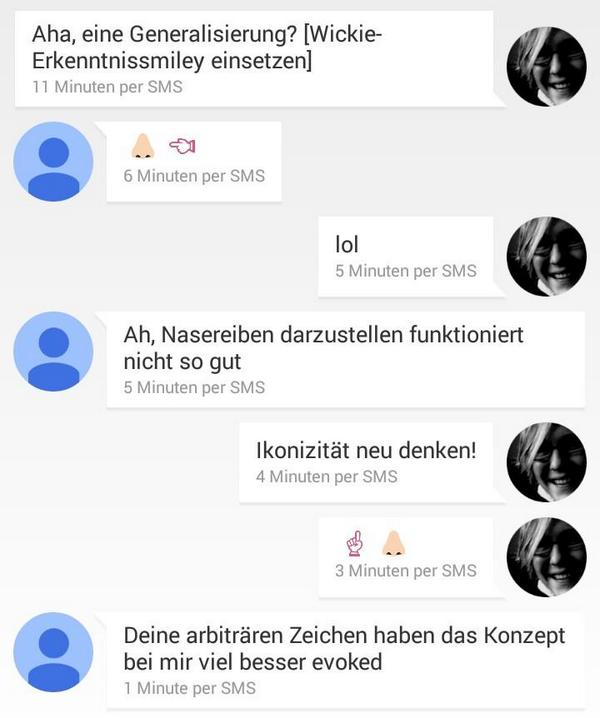 Aha, eine Generalisierung? [Wickie-
Erkenntnissmiley einsetzen]
11 Minuten per SMS
👃 👈
6 Minuten per SMS
lol
5 Minuten per SMS
Ah, Nasereiben darzustellen funktioniert
nicht so gut
5 Minuten per SMS
Ikonizität neu denken!
4 Minuten per SMS
☝ 👃
3 Minuten per SMS
Deine arbiträren Zeichen haben das Konzept
bei mir viel besser evoked
1 Minute per SMS